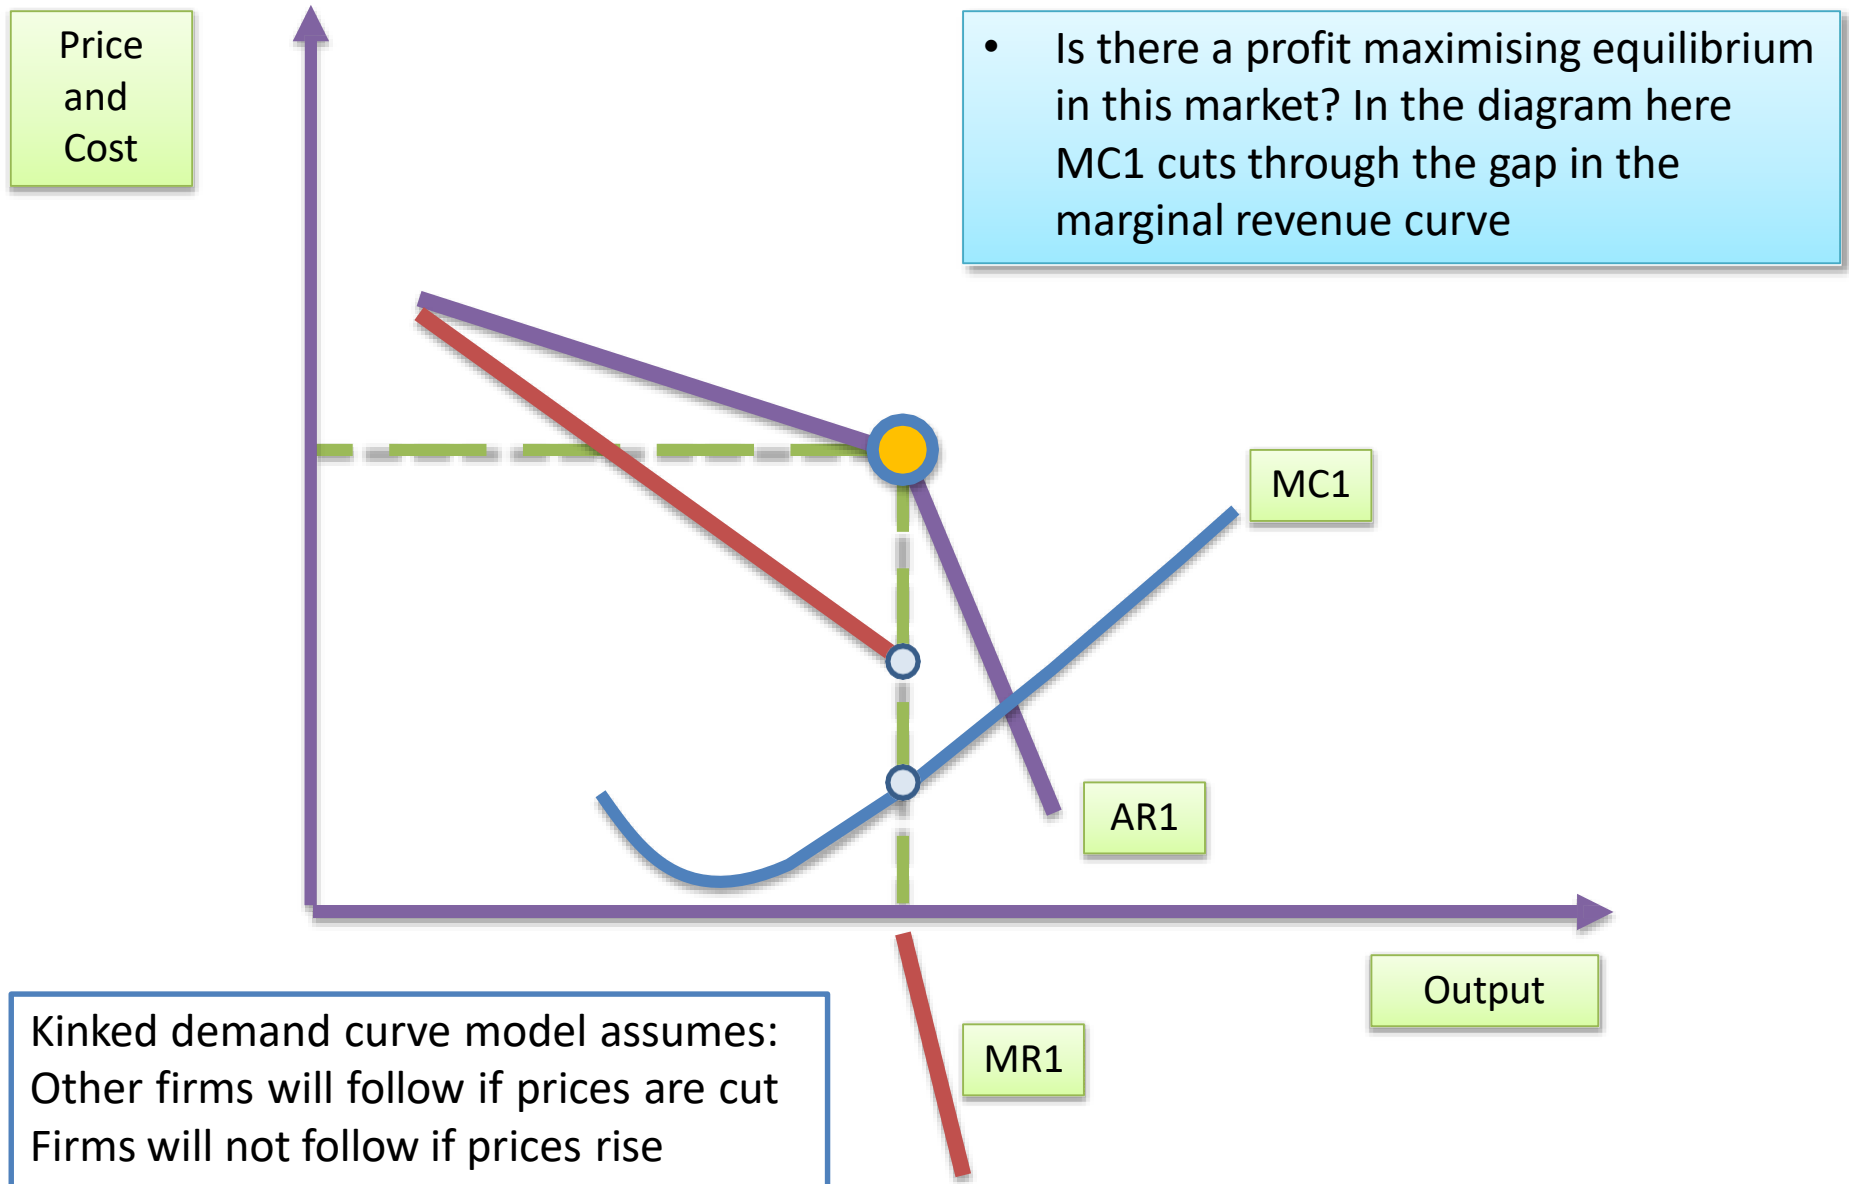 Price
and
Cost
• Is there a profit maximising equilibrium
in this market? In the diagram here
MC1 cuts through the gap in the
marginal revenue curve
MC1
AR1
Output
MR1
Kinked demand curve model assumes:
Other firms will follow if prices are cut
Firms will not follow if prices rise